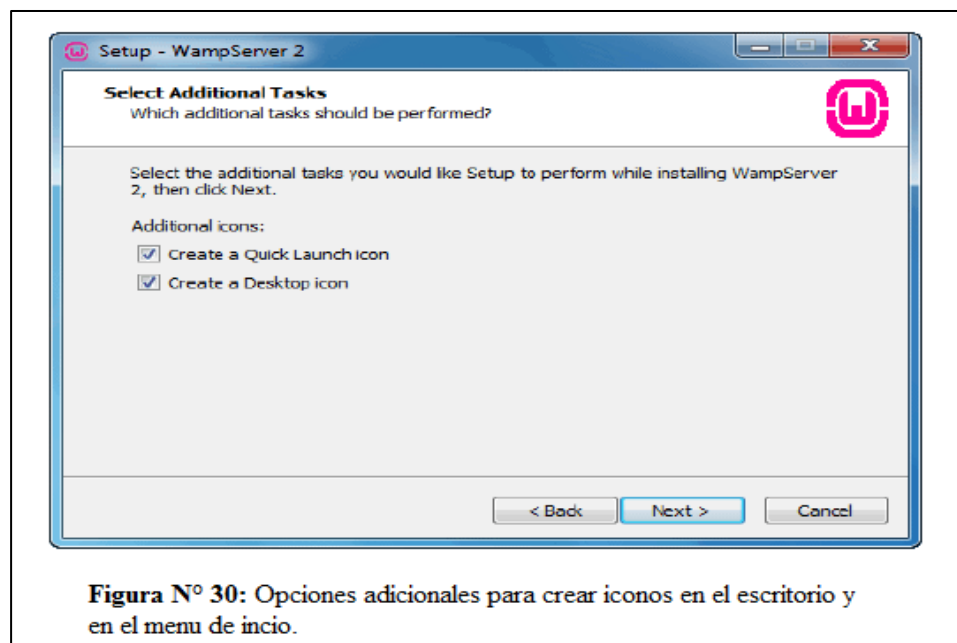 Setup - WampServer 2
Select Additional Tasks
Which additional tasks should be performed?
Select the additional tasks you would like Setup to perform while installing WampServer
2, then click Next.
Additional icons:
Create a Quick Launch icon
Create a Desktop icon
< Back Next > Cancel
Figura N° 30: Opciones adicionales para crear iconos en el escritorio y
en el menu de incio.